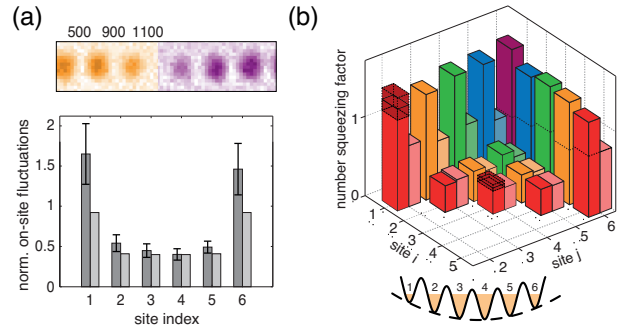 (a)
500 900 1100
norm. on-site fluctuations
2
1.5
1
0.5
0
1 2 3 4 5 6
site index
(b)
number squeezing factor
1
0
1
2
3
4
5
site i
2
3
4
5
6
site j
1 2 3 4 5 6